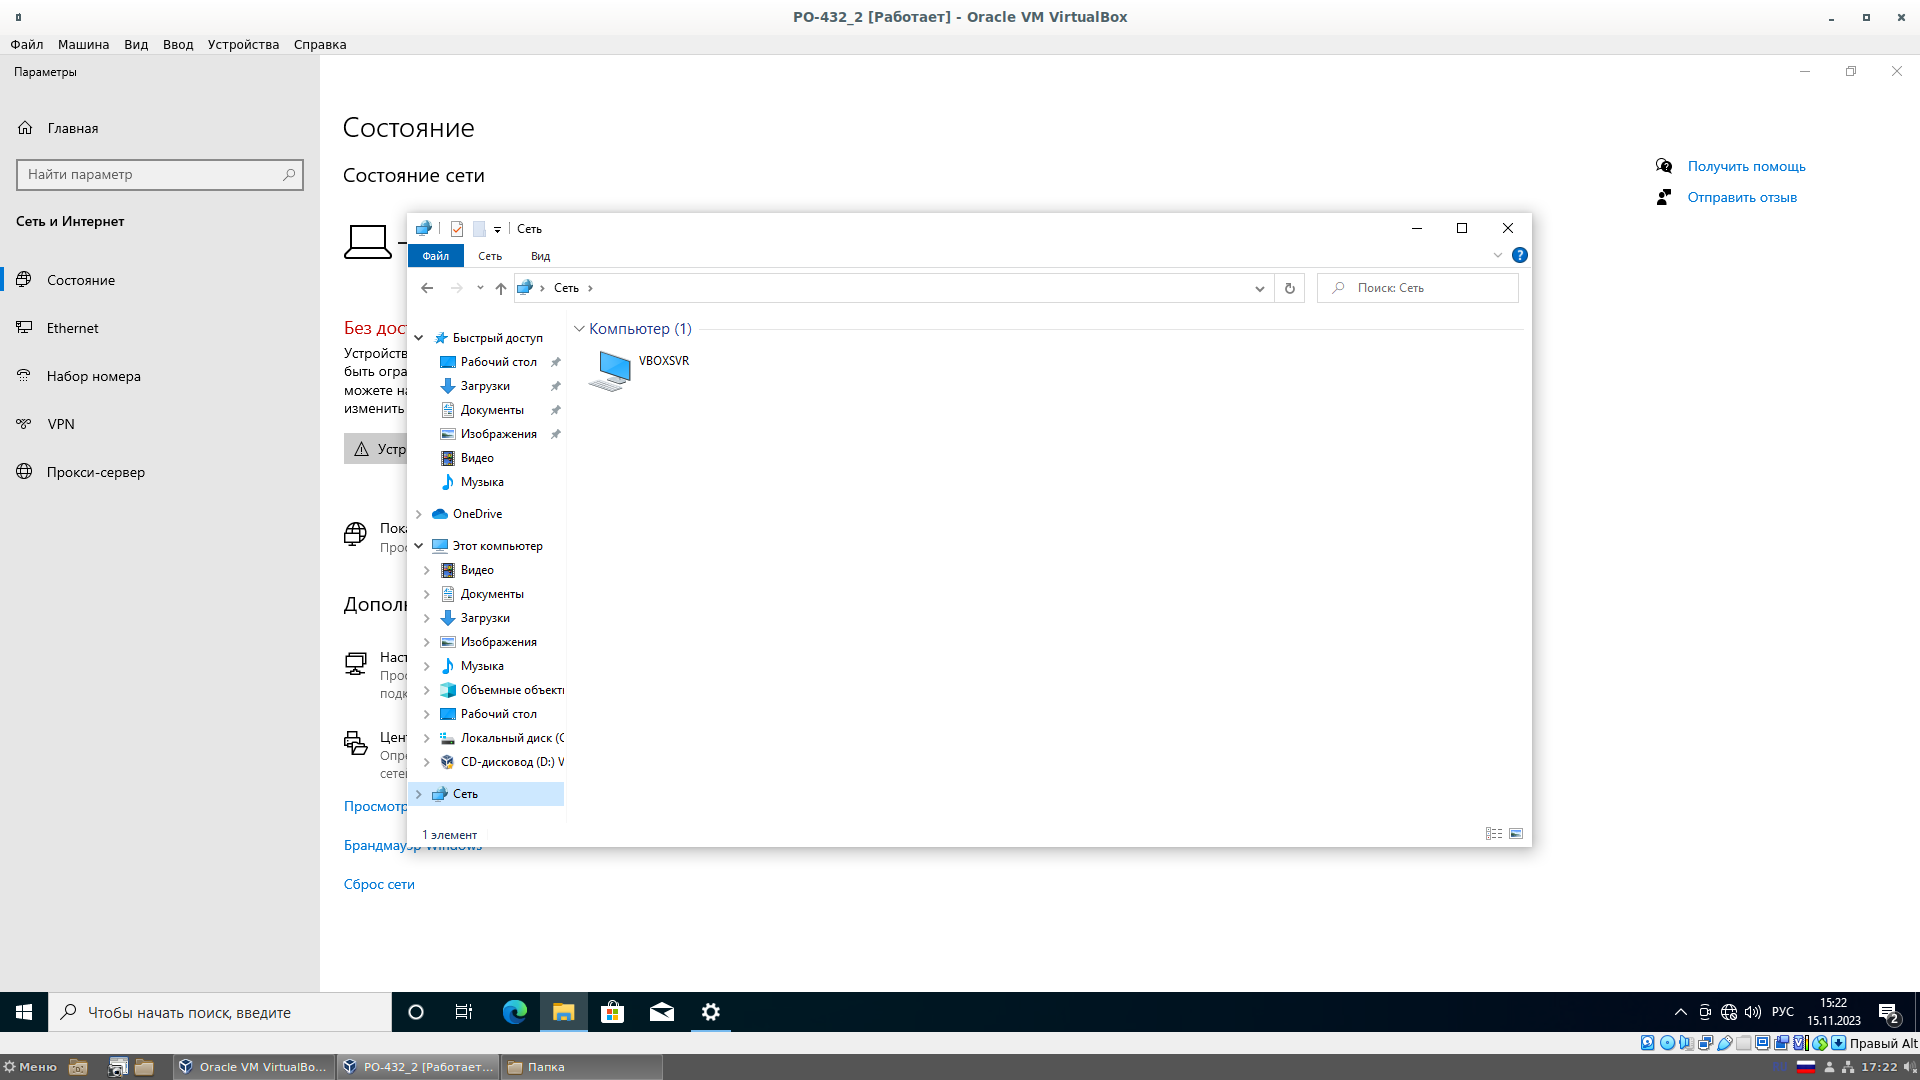 PO-432_2 [Работает] - Oracle VM VirtualBox
Файл Машина Вид Ввод Устройства Справка
Параметры
Главная
Найти параметр
Сеть и Интернет
Состояние
Ethernet
Набор номера
VPN
Прокси-сервер
Состояние
Состояние сети
Без дос
Устройств
быть огра
можете на
изменить
Устр
Пока
Прос
Дополн
Наст
Прос
подк
Цен
Опре
сетев
Просмотр
Брандмауэр Windows
Сброс сети
Получить помощь
Отправить отзыв
Сеть
Файл Сеть Вид
Сеть
Поиск: Сеть
Быстрый доступ
Рабочий стол
Загрузки
Документы
Изображения
Видео
Музыка
OneDrive
Этот компьютер
Видео
Документы
Загрузки
Изображения
Музыка
Объемные объекты
Рабочий стол
Локальный диск (C
CD-дисковод (D:) V
Сеть
Компьютер (1)
VBOXSVR
1 элемент
Чтобы начать поиск, введите
РУС
15:22
15.11.2023
2
Правый Alt
Меню
Oracle VM VirtualBo...
PO-432_2 [Работает...
Папка
17:22